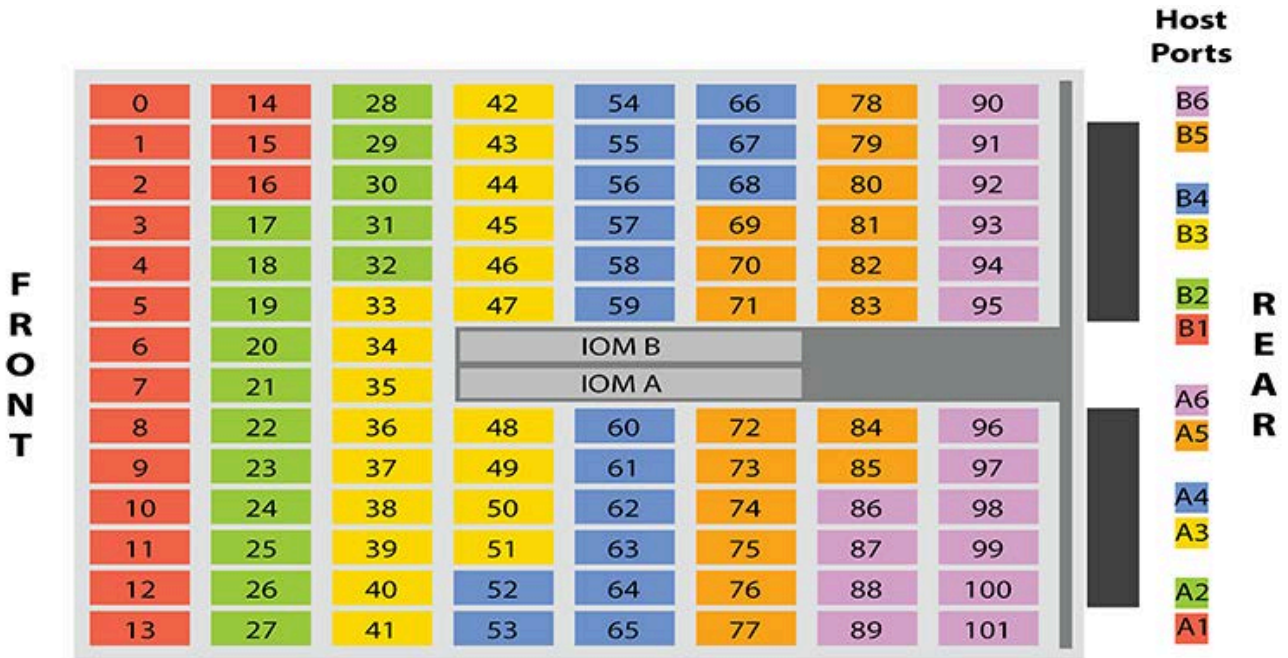 Host
Ports
0 14 28 42 54 66 78 90 B6
1 15 29 43 55 67 79 91 B5
2 16 30 44 56 68 80 92 B4
3 17 31 45 57 69 81 93 B3
4 18 32 46 58 70 82 94
5 19 33 47 59 71 83 95 B2
6 20 34 IOM B B1
7 21 35 IOM A A6
8 22 36 48 60 72 84 96 A5
9 23 37 49 61 73 85 97
10 24 38 50 62 74 86 98 A4
11 25 39 51 63 75 87 99 A3
12 26 40 52 64 76 88 100 A2
13 27 41 53 65 77 89 101 A1
FRONT
REAR